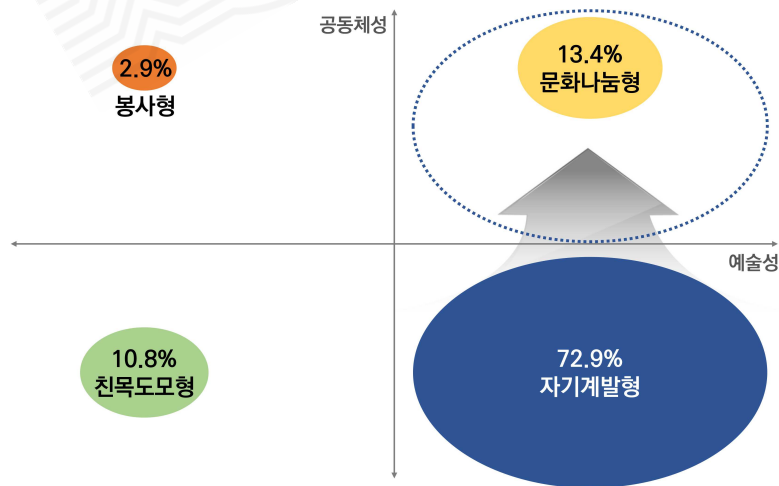 공동체성
2.9%
봉사형
13.4%
문화나눔형
예술성
10.8%
친목도모형
72.9%
자기계발형